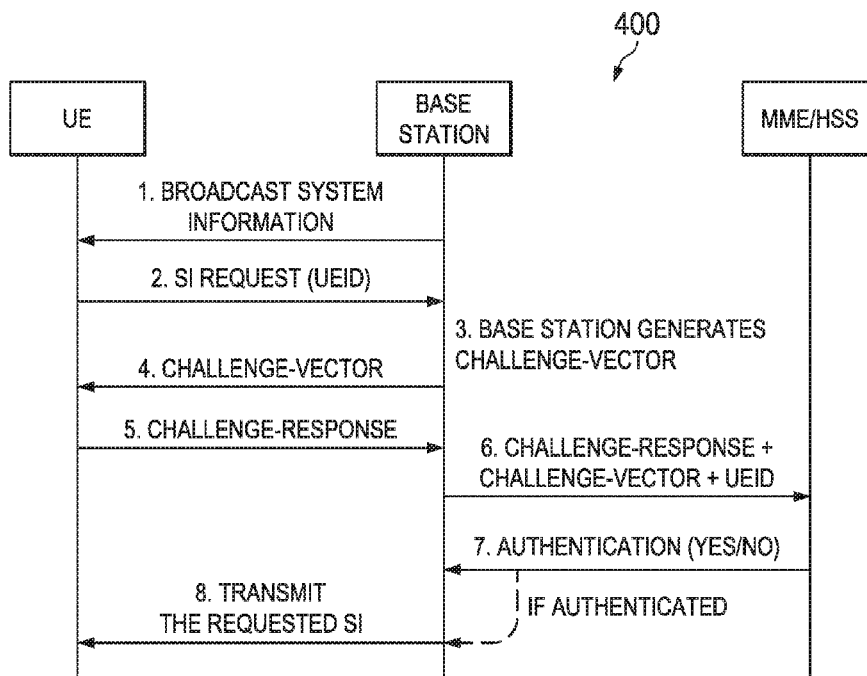 400
UE
BASE
STATION
MME/HSS
1. BROADCAST SYSTEM
INFORMATION
2. SI REQUEST (UEID)
3. BASE STATION GENERATES
CHALLENGE-VECTOR
4. CHALLENGE-VECTOR
5. CHALLENGE-RESPONSE
6. CHALLENGE-RESPONSE +
CHALLENGE-VECTOR + UEID
7. AUTHENTICATION (YES/NO)
8. TRANSMIT
THE REQUESTED SI
IF AUTHENTICATED